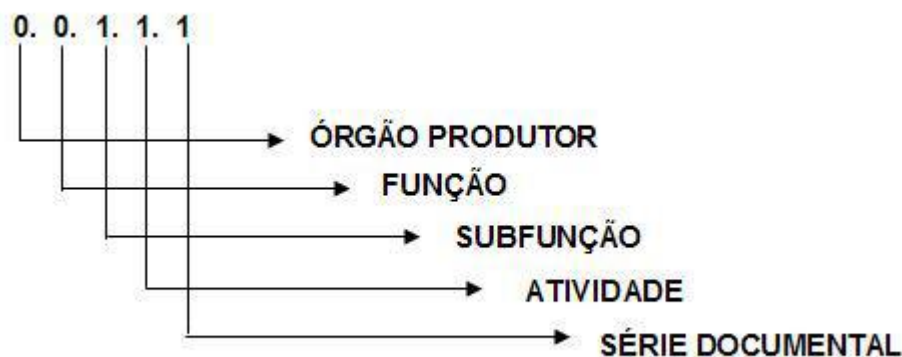 0. 0. 1. 1. 1
ÓRGÃO PRODUTOR
FUNÇÃO
SUBFUNÇÃO
ATIVIDADE
SÉRIE DOCUMENTAL